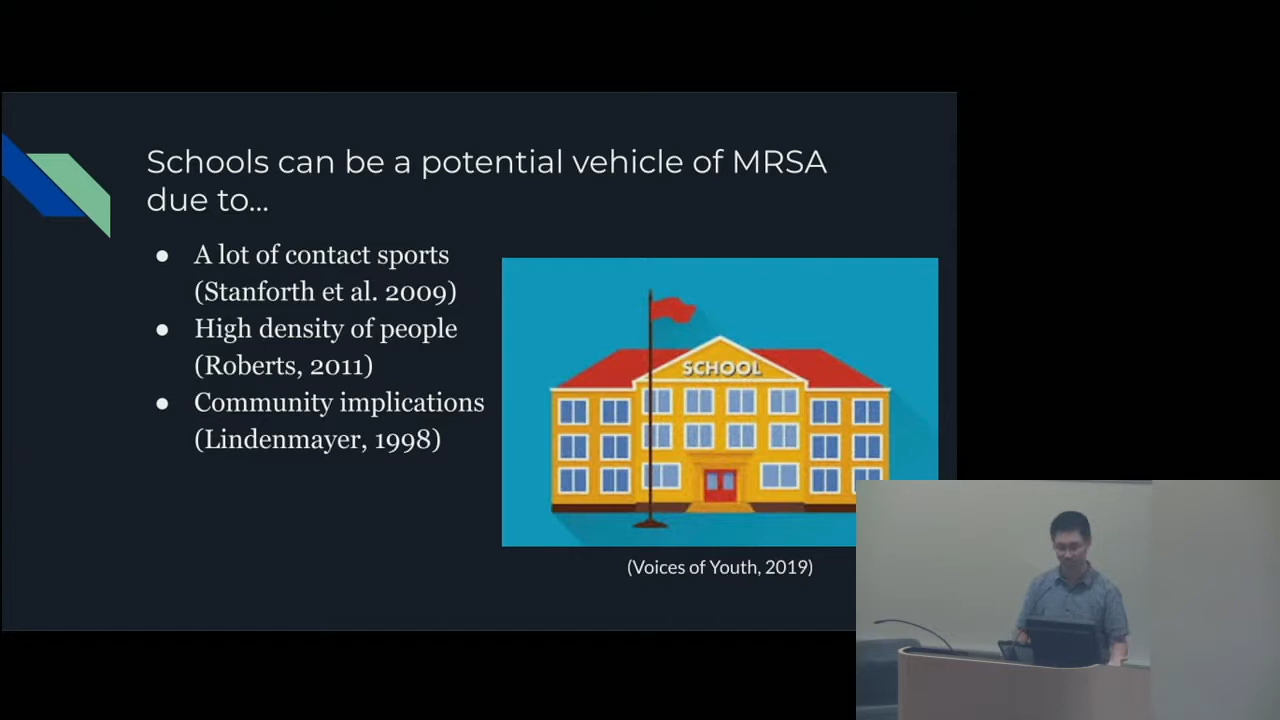 Schools can be a potential vehicle of MRSA
due to...
● A lot of contact sports
(Stanforth et al. 2009)
● High density of people
(Roberts, 2011)
● Community implications
(Lindenmayer, 1998)
SCHOOL
(Voices of Youth, 2019)